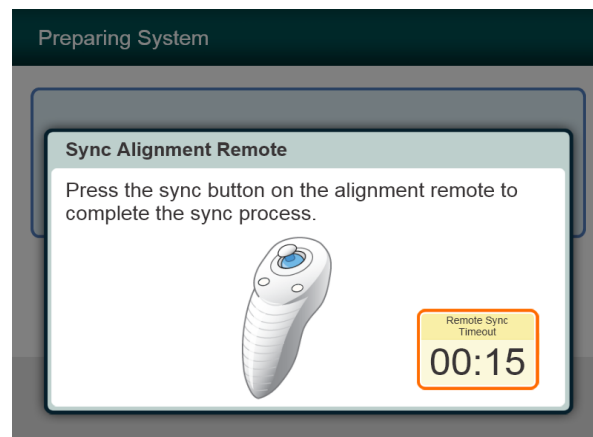 Preparing System
Sync Alignment Remote
Press the sync button on the alignment remote to
complete the sync process.
Remote Sync
Timeout
00:15